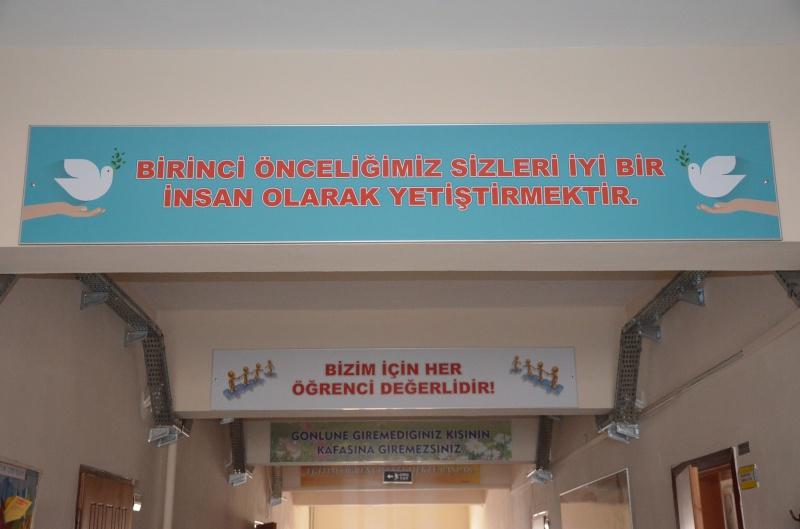 BİRİNCİ ÖNCELİĞİMİZ SİZLERİ İYİ BİR
İNSAN OLARAK YETİŞTİRMEKTİR.
BİZİM İÇİN HER
ÖĞRENCİ DEĞERLİDİR!
GÖNLÜNE GİREMEDİĞİNİZ KİŞİNİN
KAFASINA GİREMEZSİNİZ